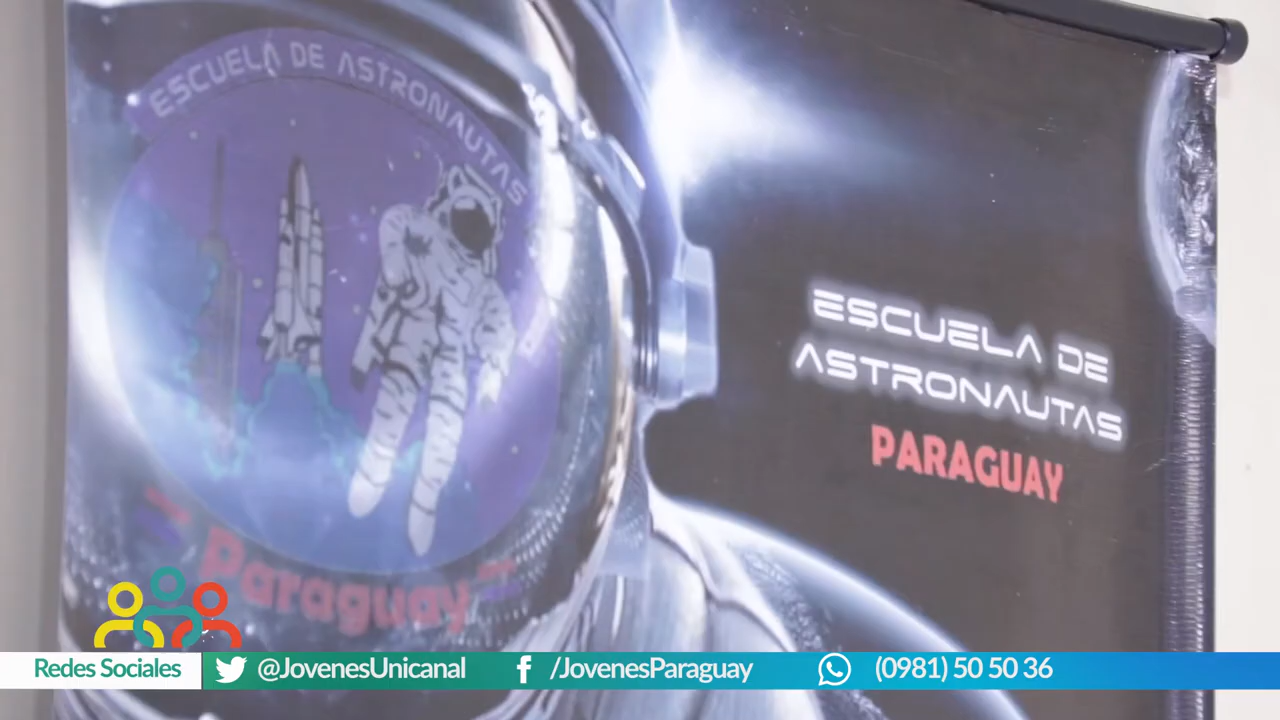 ESCUELA DE ASTRONAUTAS
Paraguay
ESCUELA DE
ASTRONAUTAS
PARAGUAY
Redes Sociales
@JovenesUnicanal
/JovenesParaguay
(0981) 50 50 36